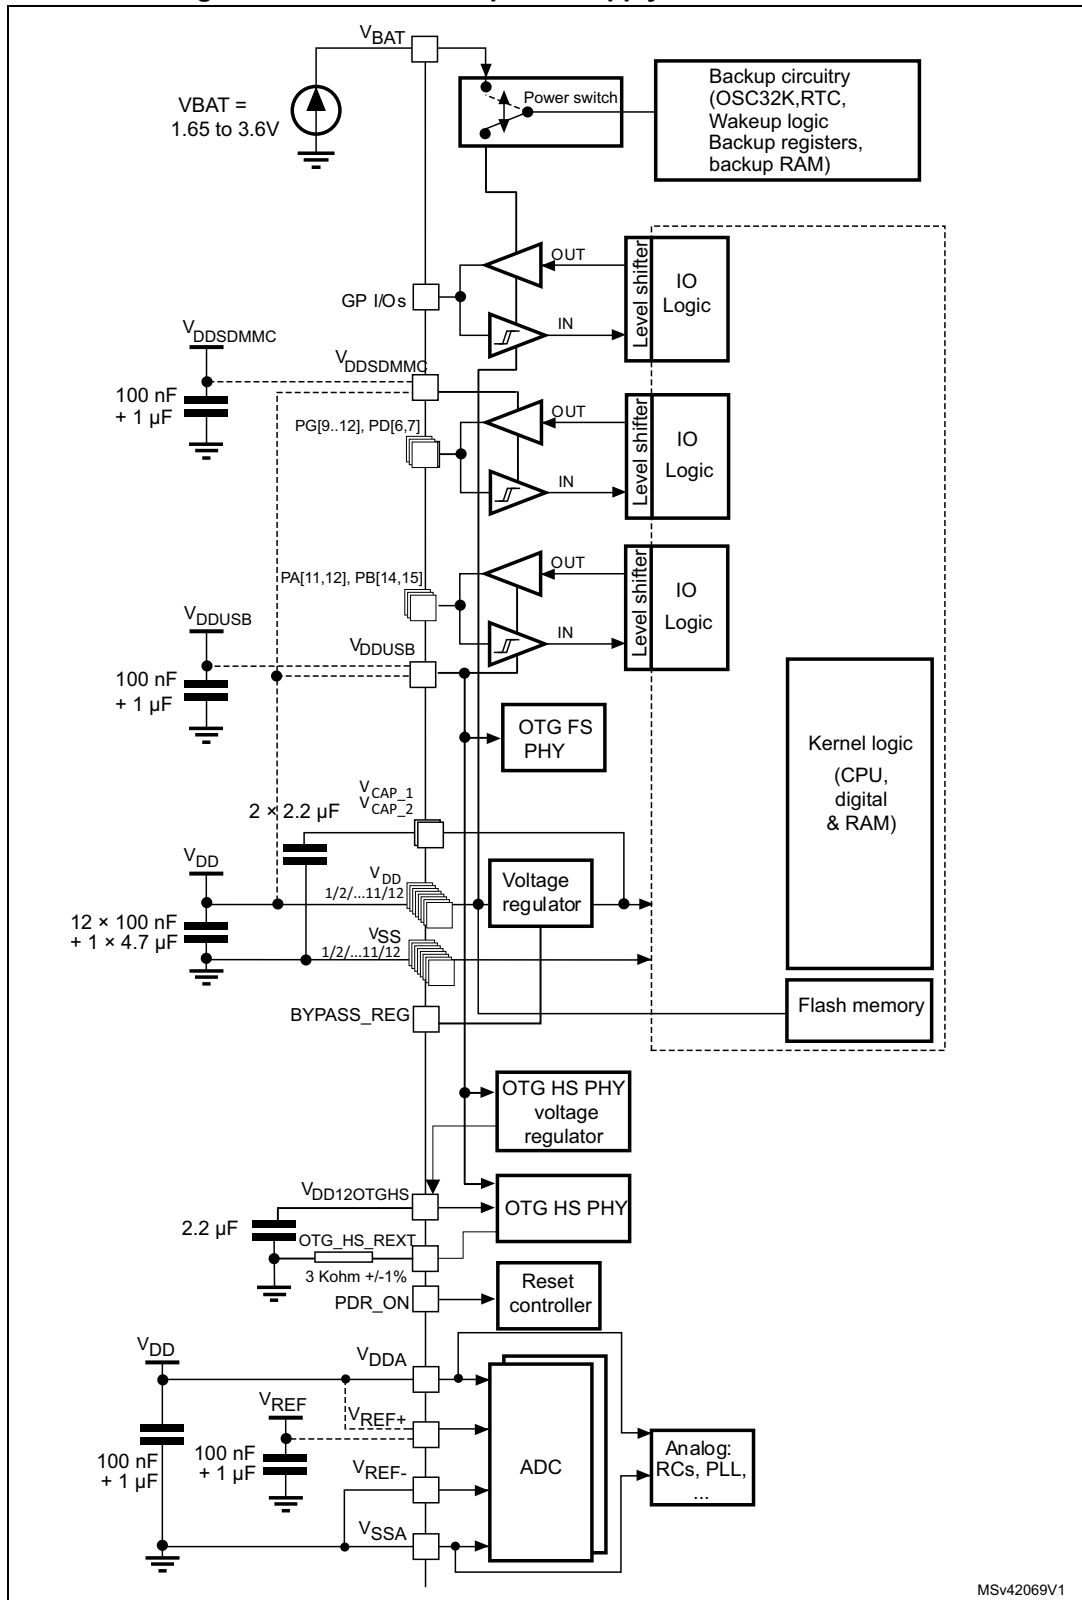 VBAT
VBAT =
1.65 to 3.6V
Power switch
Backup circuitry
(OSC32K,RTC,
Wakeup logic
Backup registers,
backup RAM)
OUT
Level shifter
IO
Logic
GP I/Os
IN
VDDSDMMC
VDDSDMMC
100 nF
+ 1 μF
PG[9..12], PD[6,7]
OUT
Level shifter
IO
Logic
IN
PA[11,12], PB[14,15]
OUT
Level shifter
IO
Logic
IN
VDDUSB
VDDUSB
100 nF
+ 1 μF
OTG FS
PHY
Kernel logic
(CPU,
digital
& RAM)
VCAP_1
VCAP_2
2 × 2.2 μF
VDD
VDD
1/2/...11/12
Voltage
regulator
12 × 100 nF
+ 1 × 4.7 μF
VSS
1/2/...11/12
BYPASS_REG
Flash memory
OTG HS PHY
voltage
regulator
VDD12OTGHS
OTG HS PHY
2.2 μF
OTG_HS_REXT
3 Kohm +/-1%
PDR_ON
Reset
controller
VDD
VDDA
VREF
VREF+
100 nF
+ 1 μF
100 nF
+ 1 μF
VREF-
ADC
Analog:
RCs, PLL,
...
VSSA
MSv42069V1